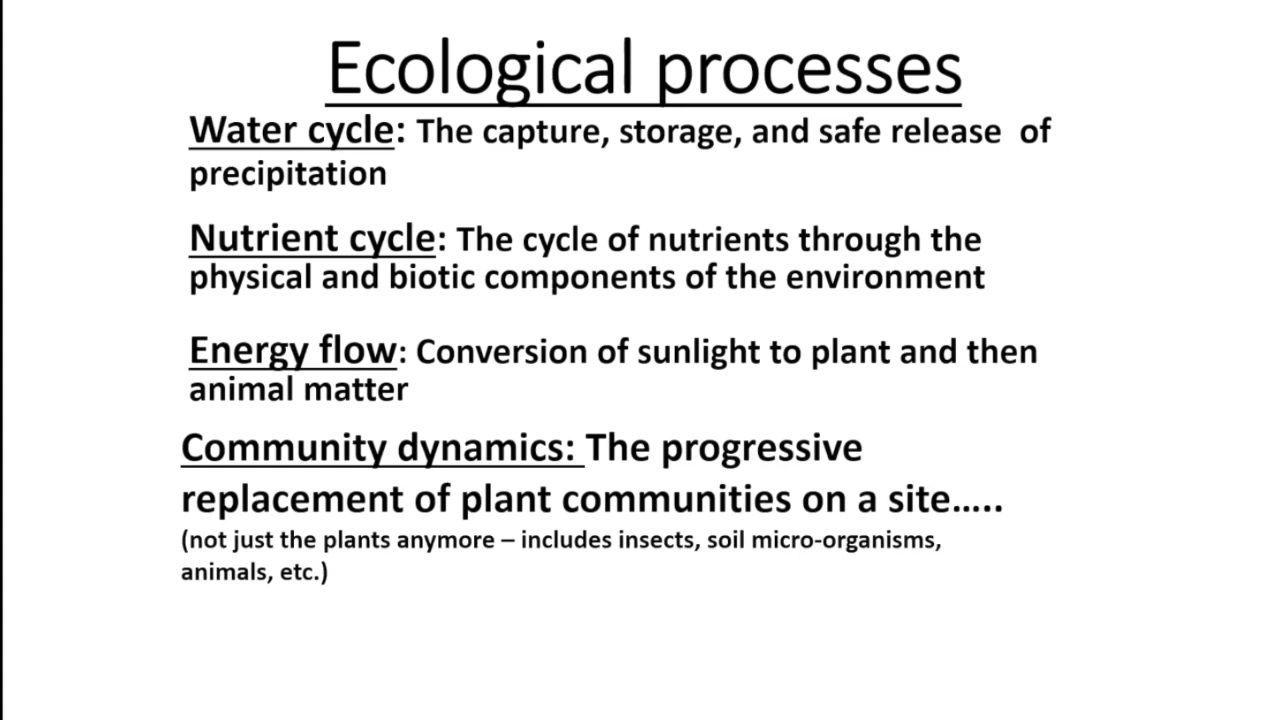 Ecological processes
Water cycle: The capture, storage, and safe release  of
precipitation
Nutrient cycle: The cycle of nutrients through the
physical and biotic components of the environment
Energy flow: Conversion of sunlight to plant and then
animal matter
Community dynamics: The progressive
replacement of plant communities on a site…..
(not just the plants anymore – includes insects, soil micro-organisms,
animals, etc.)